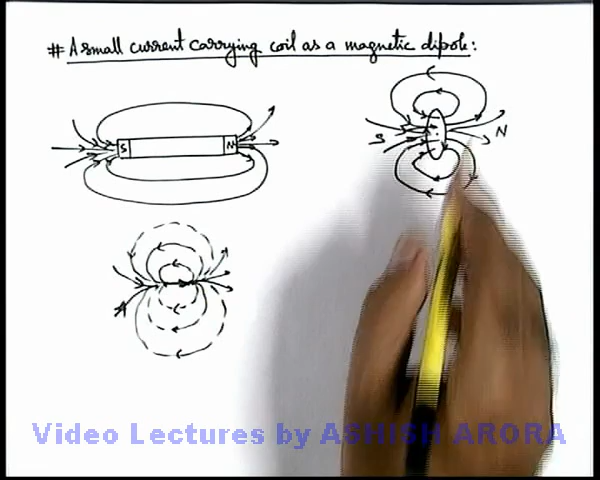 # A small current carrying coil as a magnetic dipole:
S N
S N
Video Lectures by ASHISH ARORA